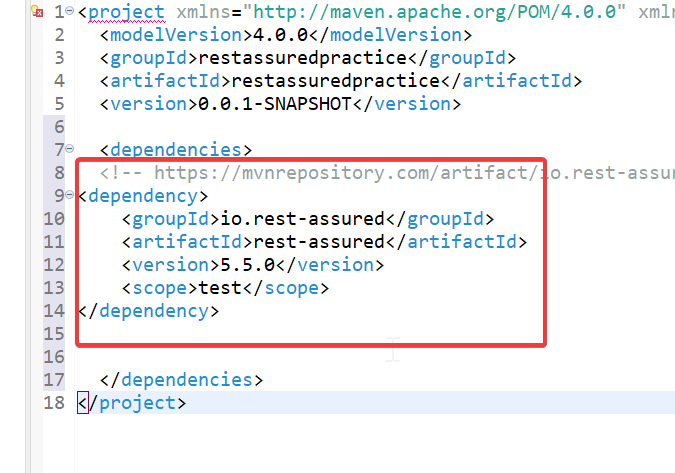 1 <project xmlns="http://maven.apache.org/POM/4.0.0" xml
2 <modelVersion>4.0.0</modelVersion>
3 <groupId>restassuredpractice</groupId>
4 <artifactId>restassuredpractice</artifactId>
5 <version>0.0.1-SNAPSHOT</version>
6
7 <dependencies>
8 <!-- https://mvnrepository.com/artifact/io.rest-assur
9 <dependency>
10 <groupId>io.rest-assured</groupId>
11 <artifactId>rest-assured</artifactId>
12 <version>5.5.0</version>
13 <scope>test</scope>
14 </dependency>
15
16
17 </dependencies>
18 </project>